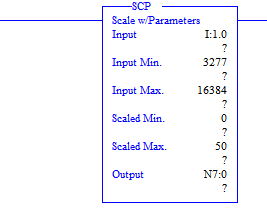 SCP
Scale w/Parameters
Input I:1.0
?
Input Min. 3277
?
Input Max. 16384
?
Scaled Min. 0
?
Scaled Max. 50
?
Output N7:0
?